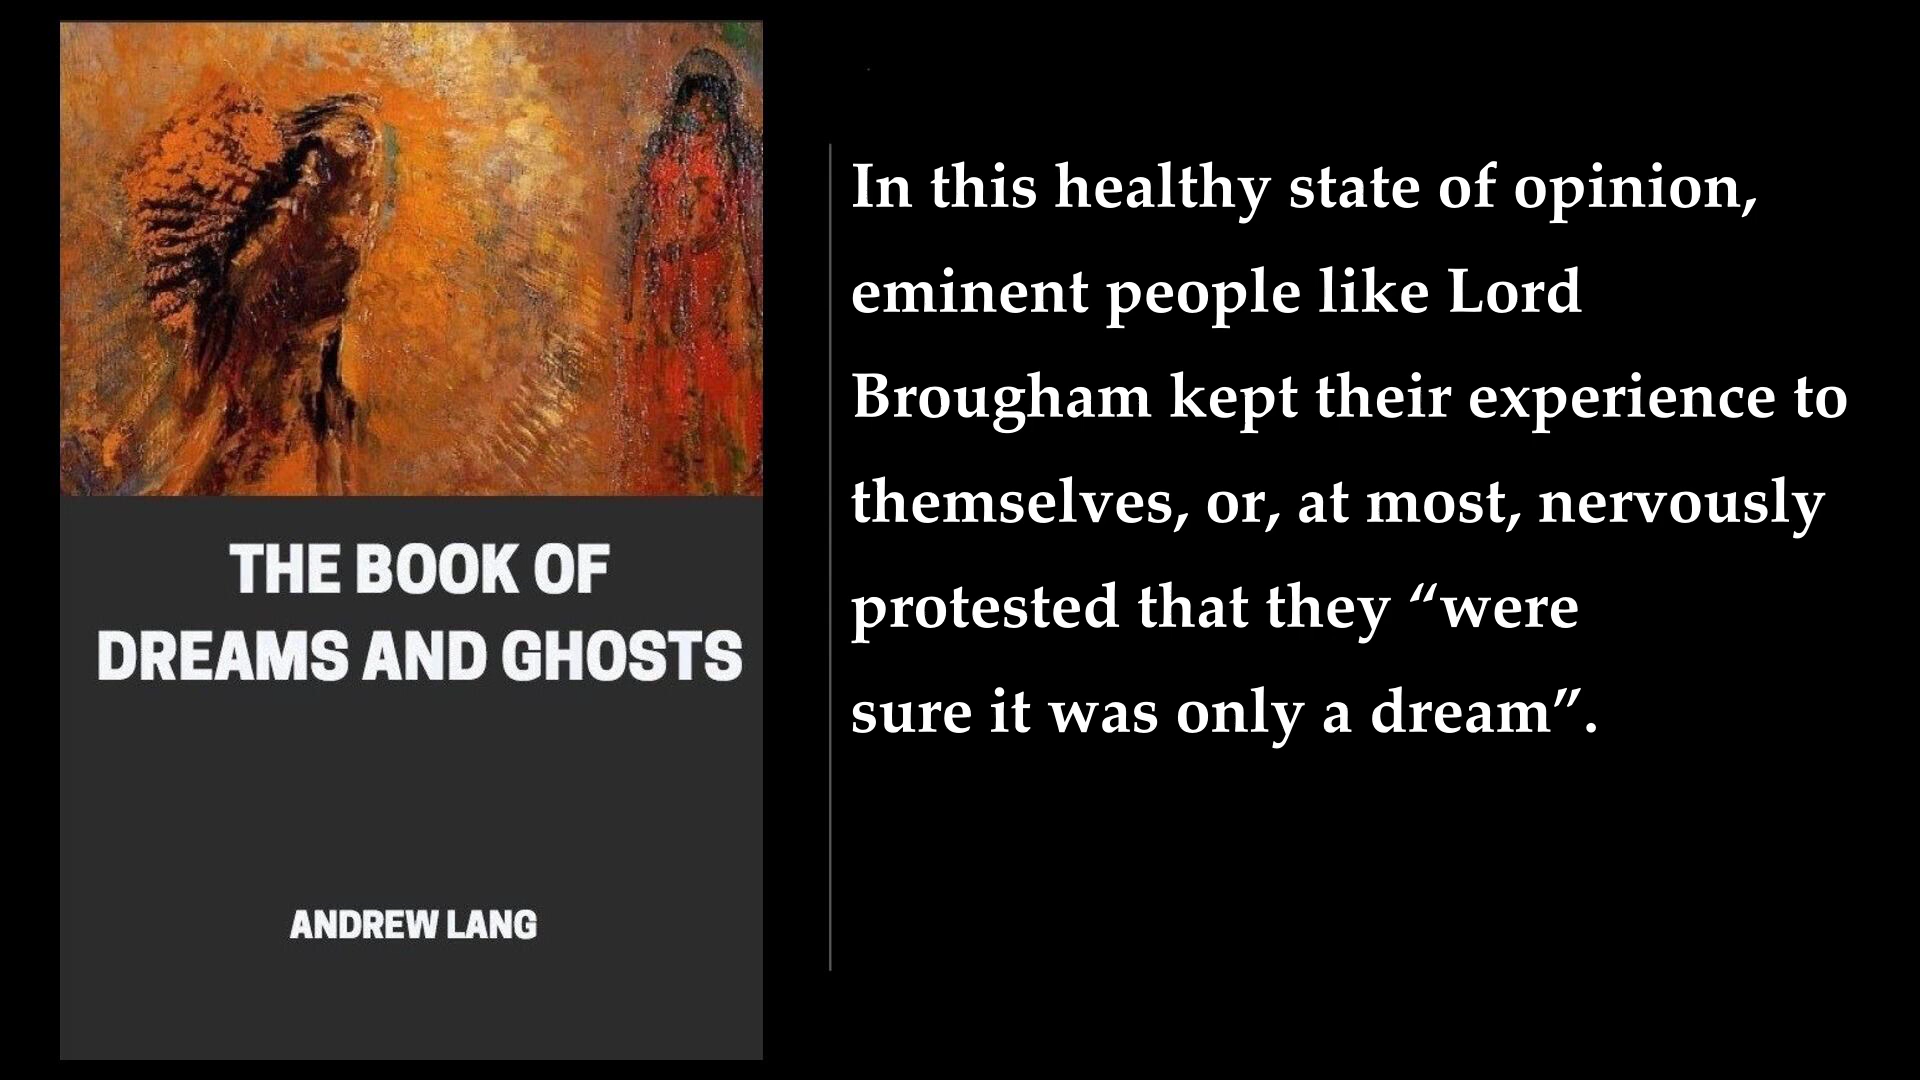 THE BOOK OF
DREAMS AND GHOSTS
ANDREW LANG
In this healthy state of opinion,
eminent people like Lord
Brougham kept their experience to
themselves, or, at most, nervously
protested that they “were
sure it was only a dream”.